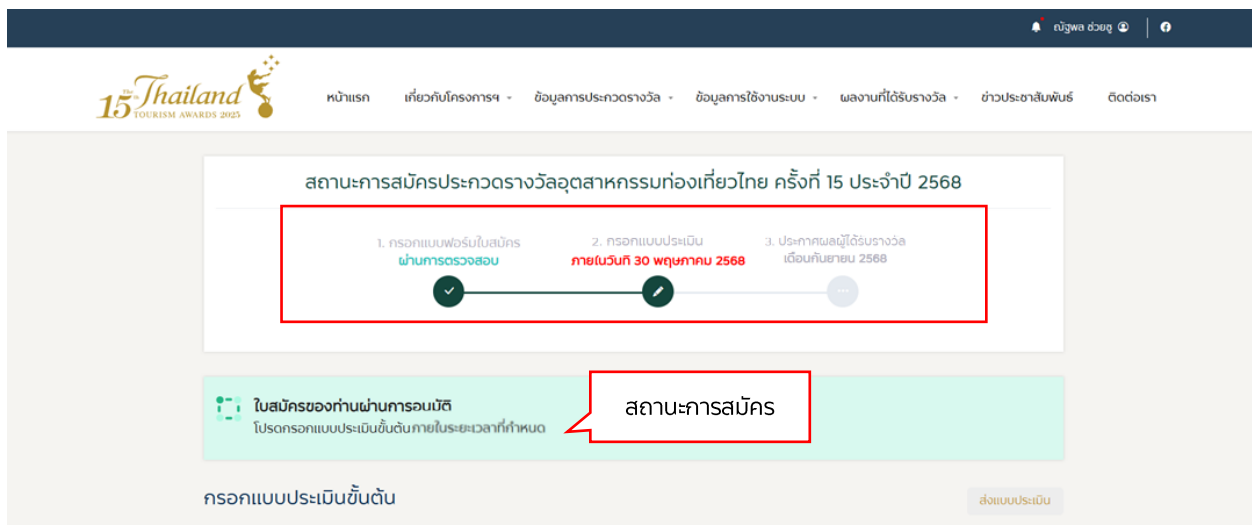 ณัฐพล ช่วยชู
The 15th Thailand
TOURISM AWARDS 2025
หน้าแรก เกี่ยวกับโครงการฯ ข้อมูลการประกวดรางวัล ข้อมูลการใช้งานระบบ ผลงานที่ได้รับรางวัล ข่าวประชาสัมพันธ์ ติดต่อเรา
สถานะการสมัครประกวดรางวัลอุตสาหกรรมท่องเที่ยวไทย ครั้งที่ 15 ประจำปี 2568
1. กรอกแบบฟอร์มใบสมัคร 2. กรอกแบบประเมิน 3. ประกาศผลผู้ได้รับรางวัล
ผ่านการตรวจสอบ ภายในวันที่ 30 พฤษภาคม 2568 เดือนกันยายน 2568
ใบสมัครของท่านผ่านการอนุมัติ
โปรดกรอกแบบประเมินขั้นต้นภายในระยะเวลาที่กำหนด
สถานะการสมัคร
กรอกแบบประเมินขั้นต้น ส่งแบบประเมิน